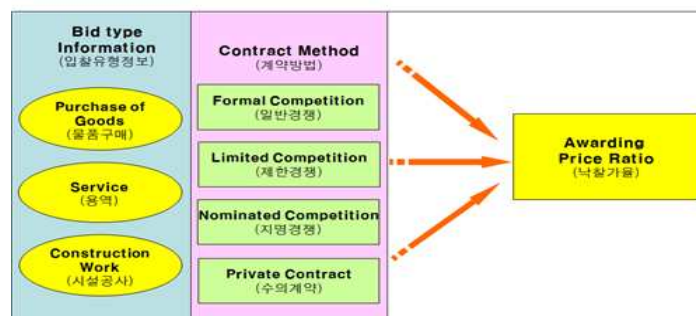 Bid type
Information
(입찰유형정보)
Purchase of
Goods
(물품구매)
Service
(용역)
Construction
Work
(시설공사)
Contract Method
(계약방법)
Formal Competition
(일반경쟁)
Limited Competition
(제한경쟁)
Nominated Competition
(지명경쟁)
Private Contract
(수의계약)
Awarding
Price Ratio
(낙찰가율)